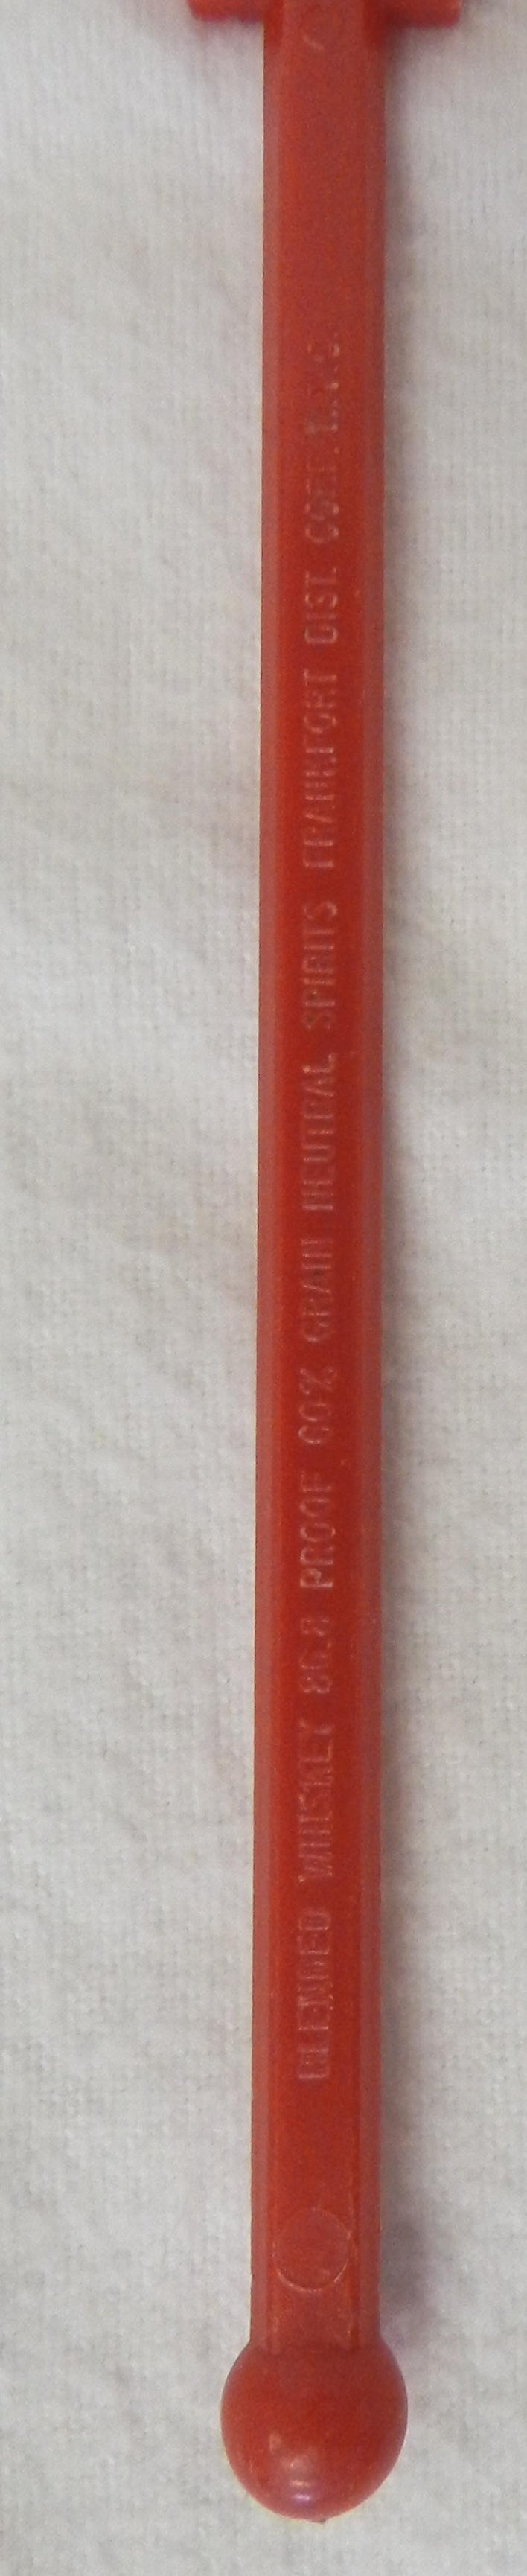 BLENDED WHISKEY 86.8 PROOF 60% GRAIN NEUTRAL SPIRITS FRANKFORT DIST. CORP.